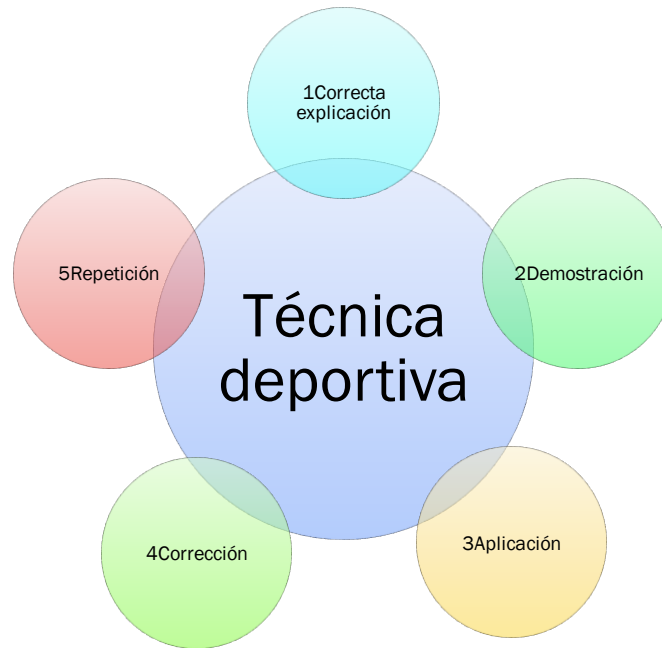 1Correcta
explicación
2Demostración
3Aplicación
4Corrección
5Repetición
Técnica
deportiva